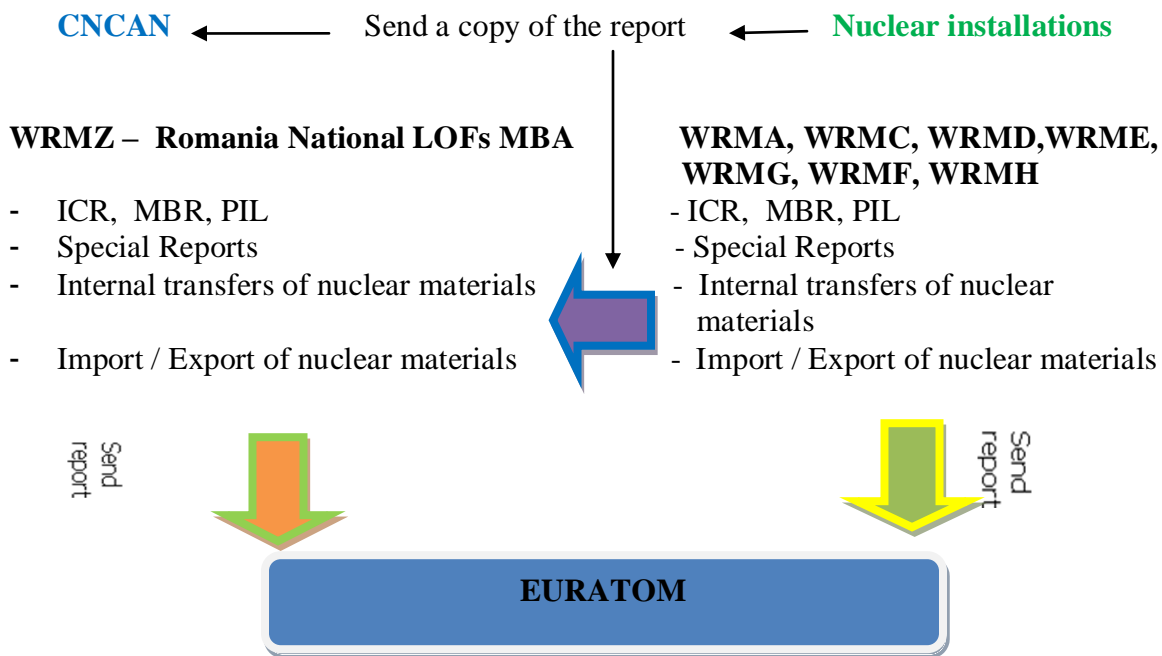 CNCAN Send a copy of the report Nuclear installations
WRMZ – Romania National LOFs MBA
- ICR, MBR, PIL
- Special Reports
- Internal transfers of nuclear materials
- Import / Export of nuclear materials
WRMA, WRMC, WRMD,WRME,
WRMG, WRMF, WRMH
- ICR, MBR, PIL
- Special Reports
- Internal transfers of nuclear
materials
- Import / Export of nuclear materials
Send
report
Send
report
EURATOM